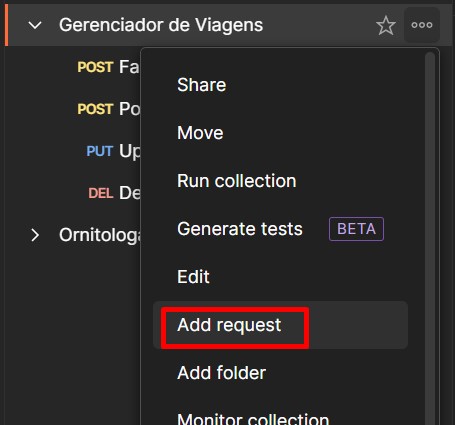 Gerenciador de Viagens
POST Fa
POST Po
PUT Up
DEL De
Ornitologa
Share
Move
Run collection
Generate tests BETA
Edit
Add request
Add folder
Monitor collection